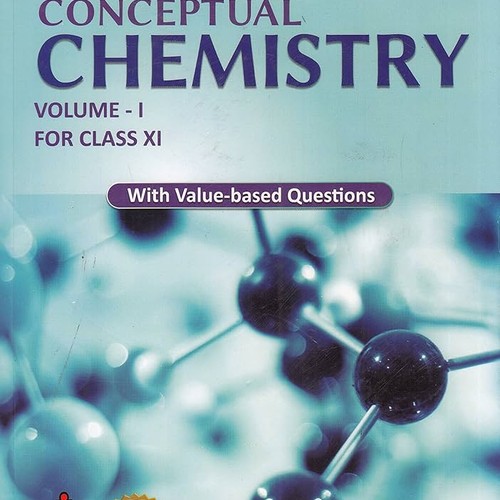 CONCEPTUAL
CHEMISTRY
VOLUME - I
FOR CLASS XI
With Value-based Questions